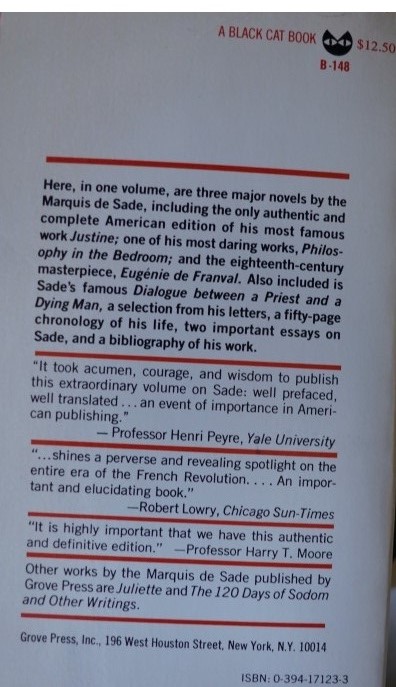 A BLACK CAT BOOK $12.50
B-148
Here, in one volume, are three major novels by the
Marquis de Sade, including the only authentic and
complete American edition of his most famous
work Justine; one of his most daring works, Philos-
ophy in the Bedroom; and the eighteenth-century
masterpiece, Eugénie de Franval. Also included is
Sade's famous Dialogue between a Priest and a
Dying Man, a selection from his letters, a fifty-page
chronology of his life, two important essays on
Sade, and a bibliography of his work.
"It took acumen, courage, and wisdom to publish
this extraordinary volume on Sade: well prefaced,
well translated . . . an event of importance in Ameri-
can publishing."
— Professor Henri Peyre, Yale University
"...shines a perverse and revealing spotlight on the
entire era of the French Revolution. . . . An impor-
tant and elucidating book."
—Robert Lowry, Chicago Sun-Times
"It is highly important that we have this authentic
and definitive edition." —Professor Harry T. Moore
Other works by the Marquis de Sade published by
Grove Press are Juliette and The 120 Days of Sodom
and Other Writings.
Grove Press, Inc., 196 West Houston Street, New York, N.Y. 10014
ISBN: 0-394-17123-3